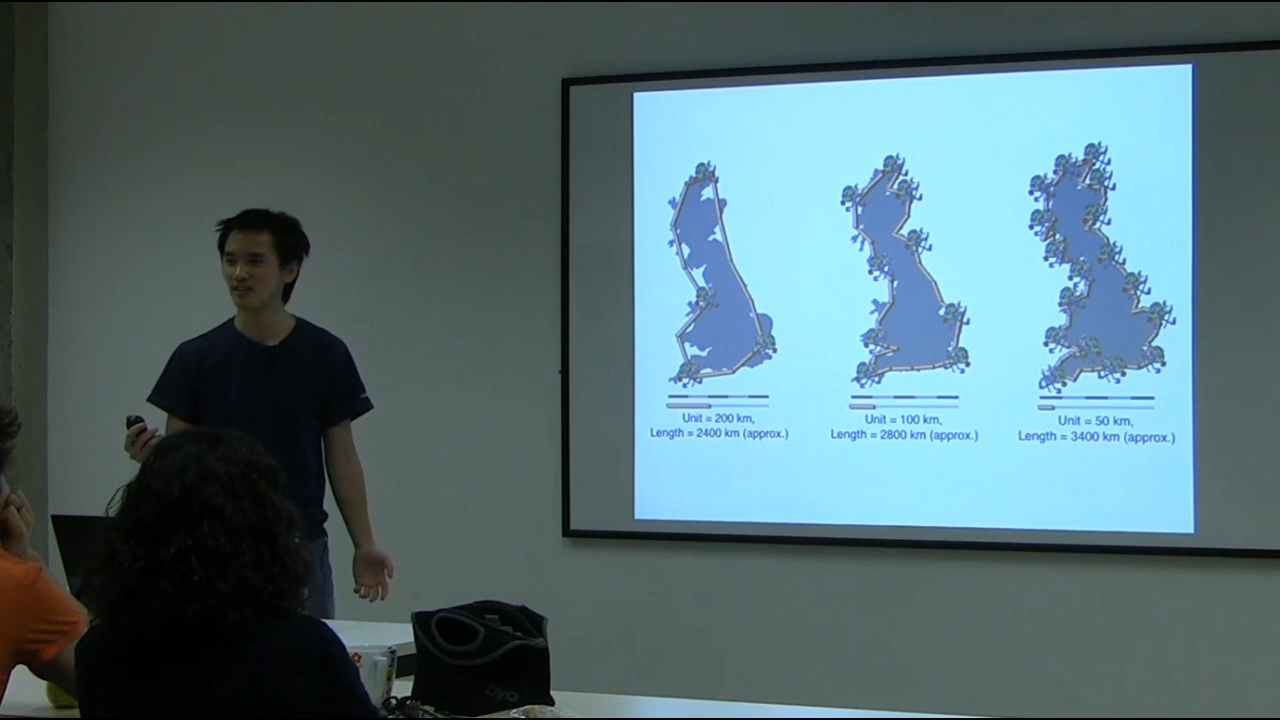 Unit = 200 km,
Length = 2400 km (approx.)
Unit = 100 km,
Length = 2800 km (approx.)
Unit = 50 km,
Length = 3400 km (approx.)
BYO